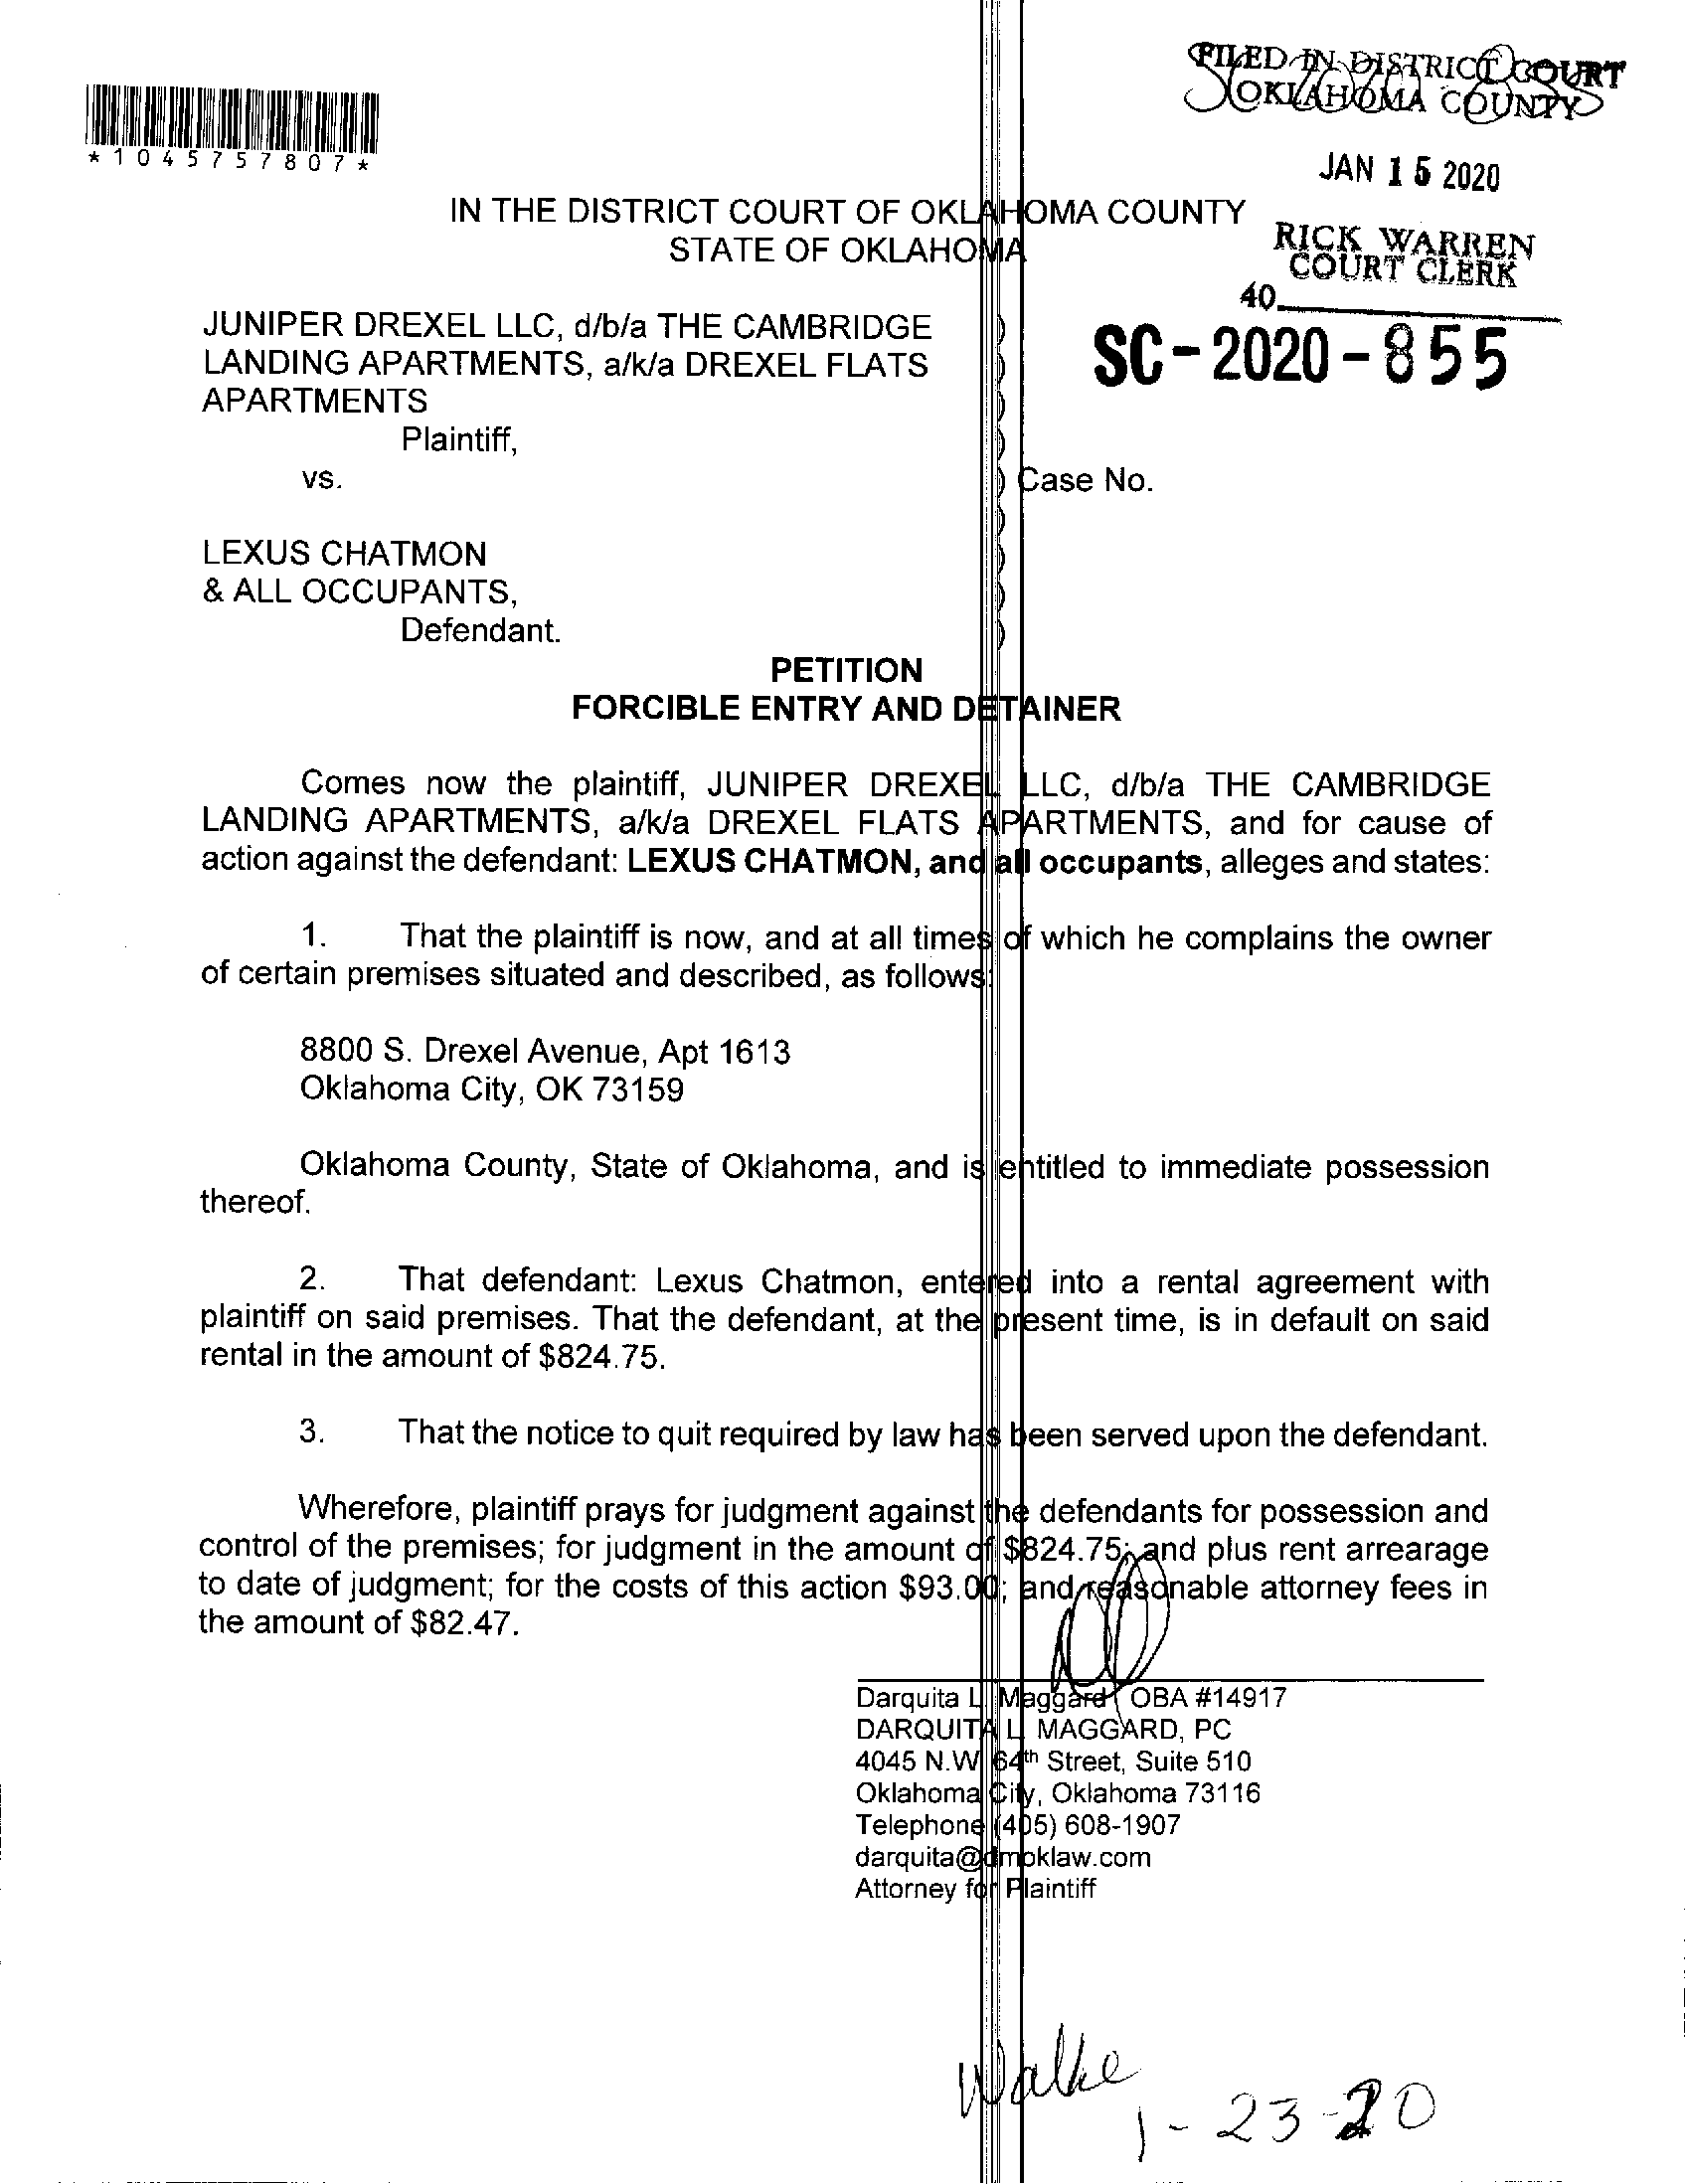 FILED IN DISTRICT COURT
OKLAHOMA COUNTY
*1045757807*
JAN 15 2020
IN THE DISTRICT COURT OF OKLAHOMA COUNTY
STATE OF OKLAHOMA
RICK WARREN
COURT CLERK
40
JUNIPER DREXEL LLC, d/b/a THE CAMBRIDGE
LANDING APARTMENTS, a/k/a DREXEL FLATS
APARTMENTS
SC-2020-855
Plaintiff,
vs.
) Case No.
LEXUS CHATMON
& ALL OCCUPANTS,
Defendant.
PETITION
FORCIBLE ENTRY AND DETAINER
Comes now the plaintiff, JUNIPER DREXEL LLC, d/b/a THE CAMBRIDGE
LANDING APARTMENTS, a/k/a DREXEL FLATS APARTMENTS, and for cause of
action against the defendant: LEXUS CHATMON, and all occupants, alleges and states:
1. That the plaintiff is now, and at all times of which he complains the owner
of certain premises situated and described, as follows:
8800 S. Drexel Avenue, Apt 1613
Oklahoma City, OK 73159
Oklahoma County, State of Oklahoma, and is entitled to immediate possession
thereof.
2. That defendant: Lexus Chatmon, entered into a rental agreement with
plaintiff on said premises. That the defendant, at the present time, is in default on said
rental in the amount of $824.75.
3. That the notice to quit required by law has been served upon the defendant.
Wherefore, plaintiff prays for judgment against the defendants for possession and
control of the premises; for judgment in the amount of $824.75; and plus rent arrearage
to date of judgment; for the costs of this action $93.00; and reasonable attorney fees in
the amount of $82.47.
Darquita L. Maggard OBA #14917
DARQUITA L. MAGGARD, PC
4045 N.W. 64th Street, Suite 510
Oklahoma City, Oklahoma 73116
Telephone (405) 608-1907
darquita@dmoklaw.com
Attorney for Plaintiff
Walke
1-23-20